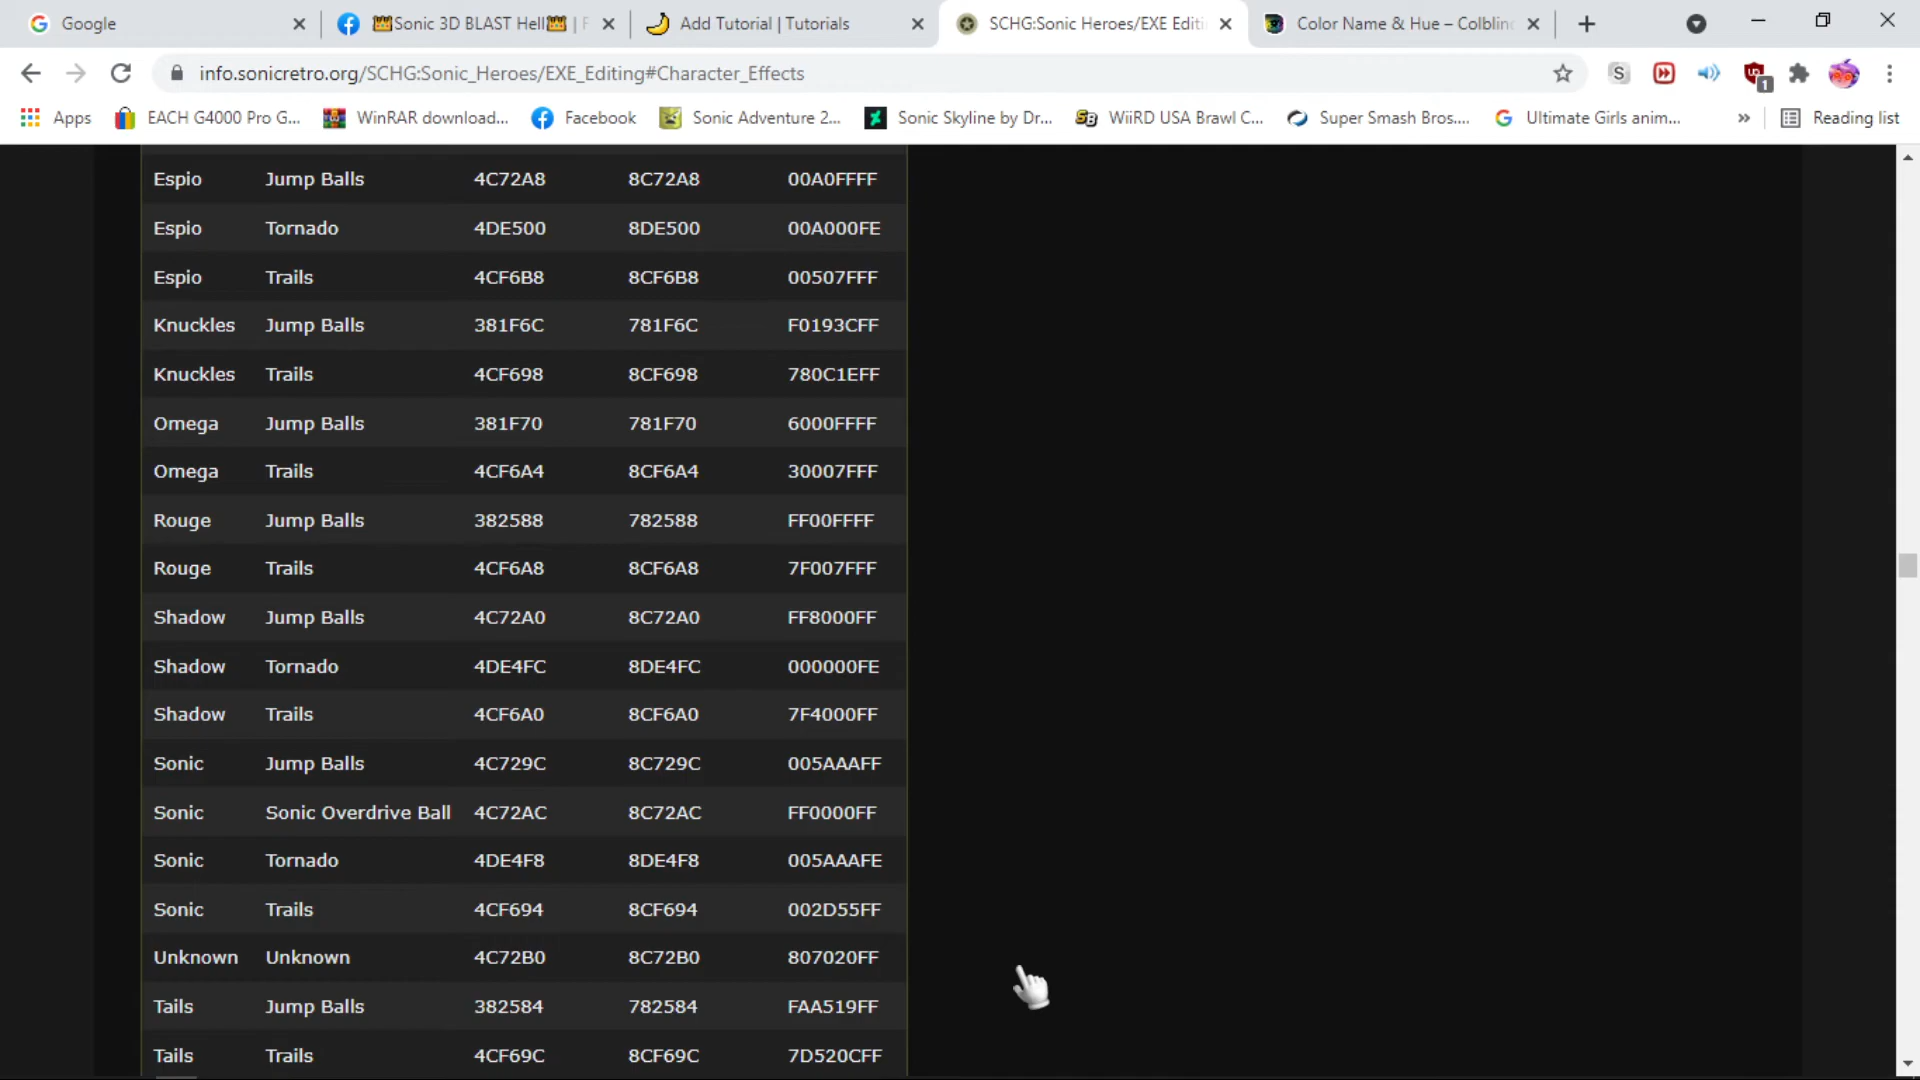 Google
👑Sonic 3D BLAST Hell👑 | F
Add Tutorial | Tutorials
SCHG:Sonic Heroes/EXE Editi
Color Name & Hue – Colblind
info.sonicretro.org/SCHG:Sonic_Heroes/EXE_Editing#Character_Effects
1
Apps
EACH G4000 Pro G...
WinRAR download...
Facebook
Sonic Adventure 2...
Sonic Skyline by Dr...
WiiRD USA Brawl C...
Super Smash Bros....
Ultimate Girls anim...
»
Reading list
Espio Jump Balls 4C72A8 8C72A8 00A0FFFF
Espio Tornado 4DE500 8DE500 00A000FE
Espio Trails 4CF6B8 8CF6B8 00507FFF
Knuckles Jump Balls 381F6C 781F6C F0193CFF
Knuckles Trails 4CF698 8CF698 780C1EFF
Omega Jump Balls 381F70 781F70 6000FFFF
Omega Trails 4CF6A4 8CF6A4 30007FFF
Rouge Jump Balls 382588 782588 FF00FFFF
Rouge Trails 4CF6A8 8CF6A8 7F007FFF
Shadow Jump Balls 4C72A0 8C72A0 FF8000FF
Shadow Tornado 4DE4FC 8DE4FC 000000FE
Shadow Trails 4CF6A0 8CF6A0 7F4000FF
Sonic Jump Balls 4C729C 8C729C 005AAAFF
Sonic Sonic Overdrive Ball 4C72AC 8C72AC FF0000FF
Sonic Tornado 4DE4F8 8DE4F8 005AAAFE
Sonic Trails 4CF694 8CF694 002D55FF
Unknown Unknown 4C72B0 8C72B0 807020FF
Tails Jump Balls 382584 782584 FAA519FF
Tails Trails 4CF69C 8CF69C 7D520CFF